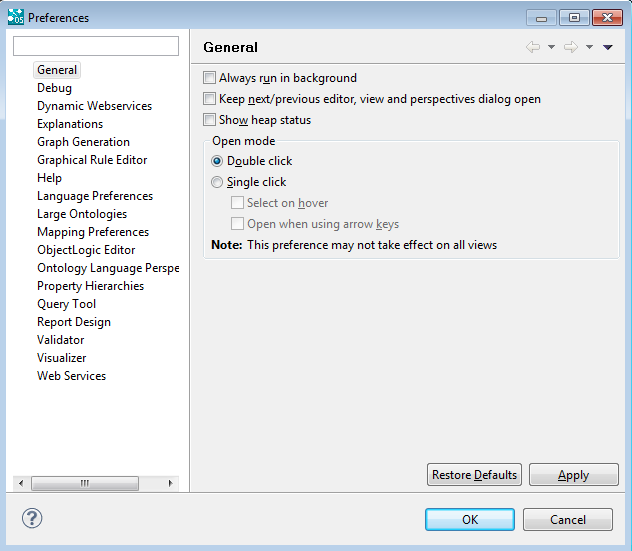 05 Preferences
General
Always run in background
Keep next/previous editor, view and perspectives dialog open
Show heap status
Open mode
Double click
Single click
Select on hover
Open when using arrow keys
Note: This preference may not take effect on all views
General
Debug
Dynamic Webservices
Explanations
Graph Generation
Graphical Rule Editor
Help
Language Preferences
Large Ontologies
Mapping Preferences
ObjectLogic Editor
Ontology Language Perspe
Property Hierarchies
Query Tool
Report Design
Validator
Visualizer
Web Services
Restore Defaults
Apply
?
OK
Cancel